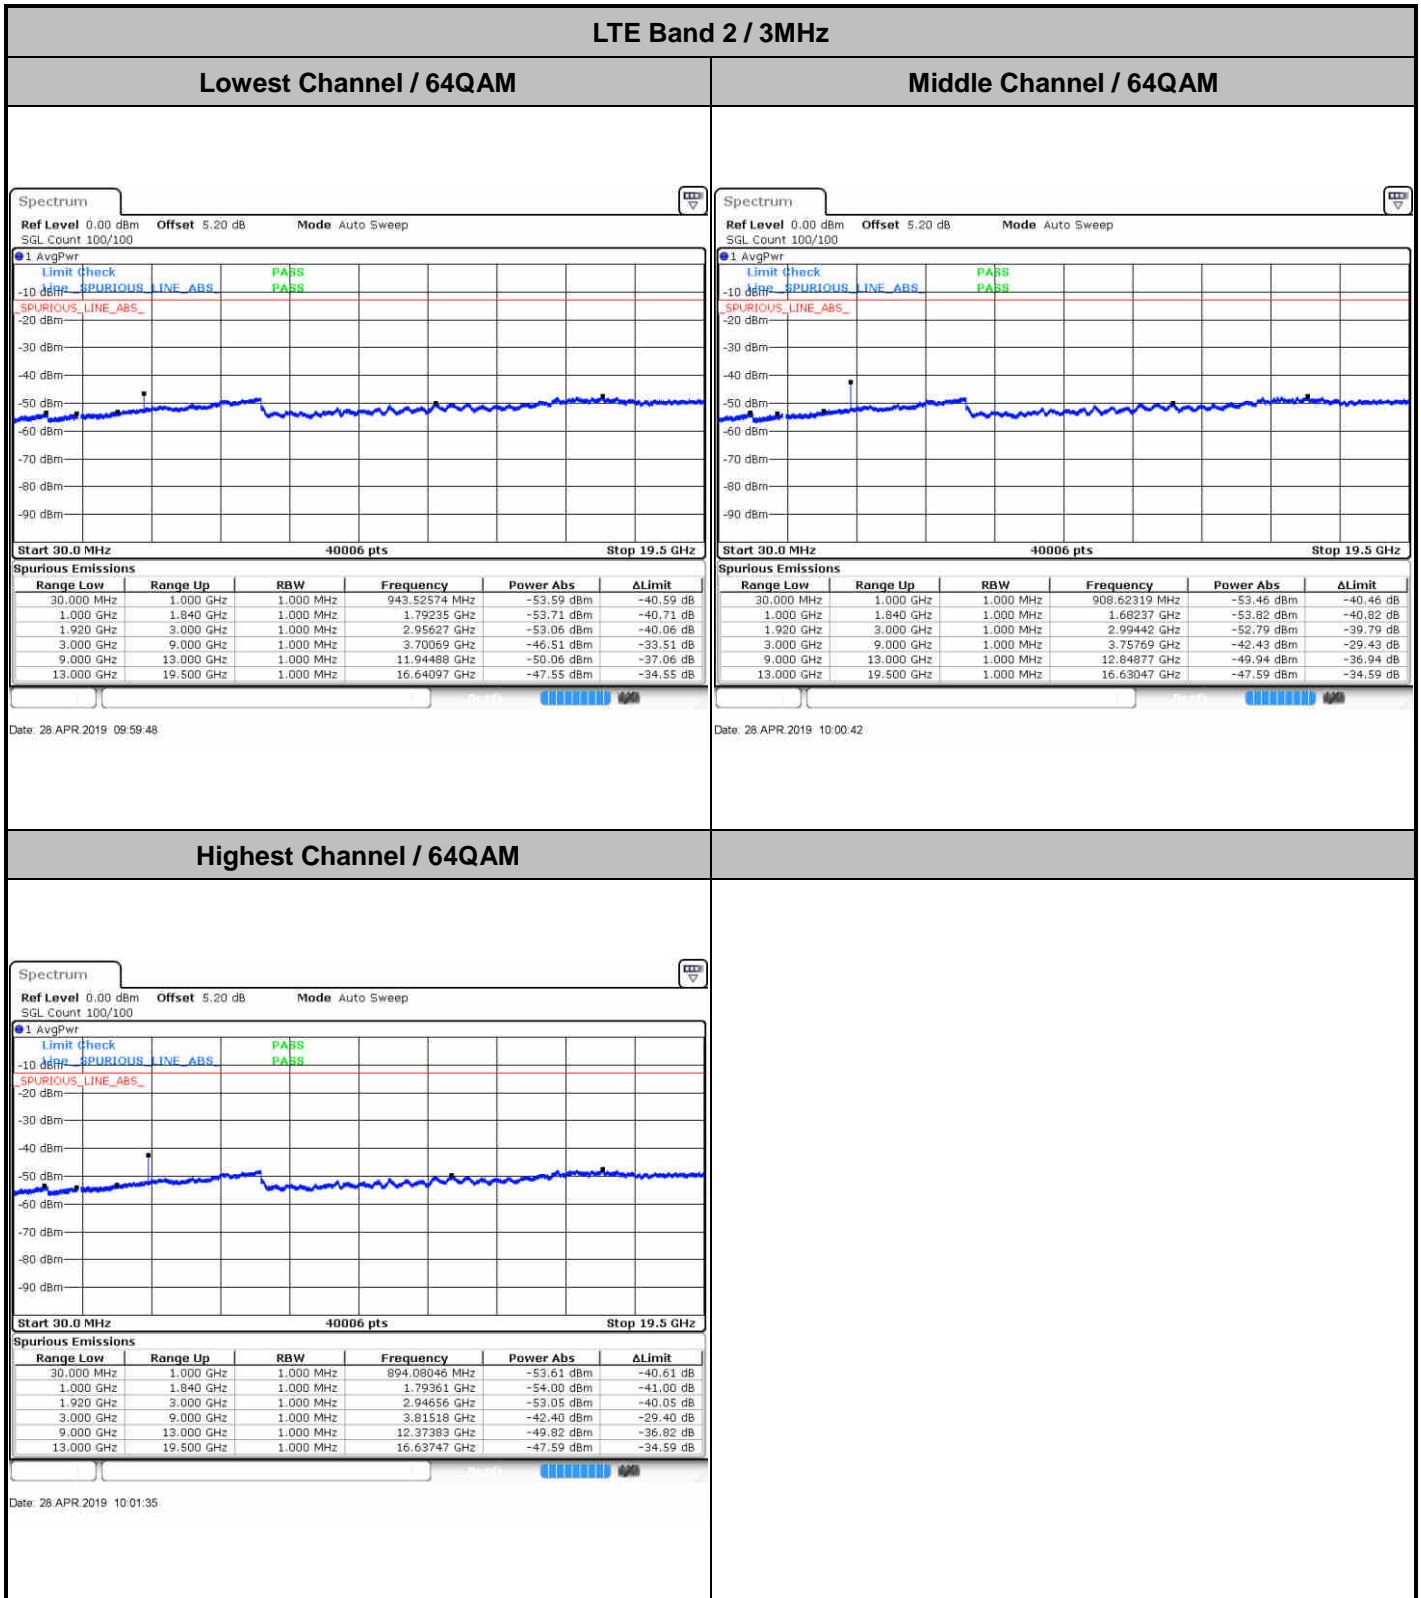 LTE Band 2 / 3MHz
Lowest Channel / 64QAM
Middle Channel / 64QAM
Spectrum
Ref Level 0.00 dBm Offset 5.20 dB Mode Auto Sweep
SGL Count 100/100
1 AvgPwr
Limit Check PASS
Line _SPURIOUS_LINE_ABS_ PASS
-10 dBm
_SPURIOUS_LINE_ABS_
-20 dBm
-30 dBm
-40 dBm
-50 dBm
-60 dBm
-70 dBm
-80 dBm
-90 dBm
Start 30.0 MHz 40006 pts Stop 19.5 GHz
Spurious Emissions
Range Low Range Up RBW Frequency Power Abs ΔLimit
30.000 MHz 1.000 GHz 1.000 MHz 943.52574 MHz -53.59 dBm -40.59 dB
1.000 GHz 1.840 GHz 1.000 MHz 1.79235 GHz -53.71 dBm -40.71 dB
1.920 GHz 3.000 GHz 1.000 MHz 2.95627 GHz -53.06 dBm -40.06 dB
3.000 GHz 9.000 GHz 1.000 MHz 3.70069 GHz -46.51 dBm -33.51 dB
9.000 GHz 13.000 GHz 1.000 MHz 11.94488 GHz -50.06 dBm -37.06 dB
13.000 GHz 19.500 GHz 1.000 MHz 16.64097 GHz -47.55 dBm -34.55 dB
Date: 28.APR.2019 09:59:48
Spectrum
Ref Level 0.00 dBm Offset 5.20 dB Mode Auto Sweep
SGL Count 100/100
1 AvgPwr
Limit Check PASS
Line _SPURIOUS_LINE_ABS_ PASS
-10 dBm
_SPURIOUS_LINE_ABS_
-20 dBm
-30 dBm
-40 dBm
-50 dBm
-60 dBm
-70 dBm
-80 dBm
-90 dBm
Start 30.0 MHz 40006 pts Stop 19.5 GHz
Spurious Emissions
Range Low Range Up RBW Frequency Power Abs ΔLimit
30.000 MHz 1.000 GHz 1.000 MHz 908.62319 MHz -53.46 dBm -40.46 dB
1.000 GHz 1.840 GHz 1.000 MHz 1.68237 GHz -53.82 dBm -40.82 dB
1.920 GHz 3.000 GHz 1.000 MHz 2.99442 GHz -52.79 dBm -39.79 dB
3.000 GHz 9.000 GHz 1.000 MHz 3.75769 GHz -42.43 dBm -29.43 dB
9.000 GHz 13.000 GHz 1.000 MHz 12.84877 GHz -49.94 dBm -36.94 dB
13.000 GHz 19.500 GHz 1.000 MHz 16.63047 GHz -47.59 dBm -34.59 dB
Date: 28.APR.2019 10:00:42
Highest Channel / 64QAM
Spectrum
Ref Level 0.00 dBm Offset 5.20 dB Mode Auto Sweep
SGL Count 100/100
1 AvgPwr
Limit Check PASS
Line _SPURIOUS_LINE_ABS_ PASS
-10 dBm
_SPURIOUS_LINE_ABS_
-20 dBm
-30 dBm
-40 dBm
-50 dBm
-60 dBm
-70 dBm
-80 dBm
-90 dBm
Start 30.0 MHz 40006 pts Stop 19.5 GHz
Spurious Emissions
Range Low Range Up RBW Frequency Power Abs ΔLimit
30.000 MHz 1.000 GHz 1.000 MHz 894.08046 MHz -53.61 dBm -40.61 dB
1.000 GHz 1.840 GHz 1.000 MHz 1.79361 GHz -54.00 dBm -41.00 dB
1.920 GHz 3.000 GHz 1.000 MHz 2.94656 GHz -53.05 dBm -40.05 dB
3.000 GHz 9.000 GHz 1.000 MHz 3.81518 GHz -42.40 dBm -29.40 dB
9.000 GHz 13.000 GHz 1.000 MHz 12.37383 GHz -49.82 dBm -36.82 dB
13.000 GHz 19.500 GHz 1.000 MHz 16.63747 GHz -47.59 dBm -34.59 dB
Date: 28.APR.2019 10:01:35